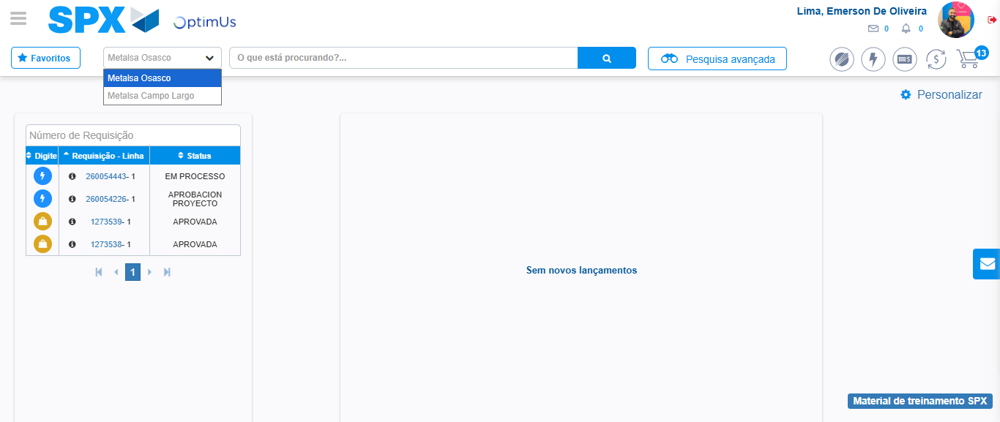 SPX
OptimUs
Lima, Emerson De Oliveira
0 0
Favoritos
Metalsa Osasco
O que está procurando?...
Pesquisa avançada
13
Metalsa Osasco
Metalsa Campo Largo
Personalizar
Número de Requisição
Digite Requisição - Linha Status
260054443- 1 EM PROCESSO
260054226- 1 APROBACION
PROYECTO
1273539- 1 APROVADA
1273538- 1 APROVADA
1
Sem novos lançamentos
Material de treinamento SPX